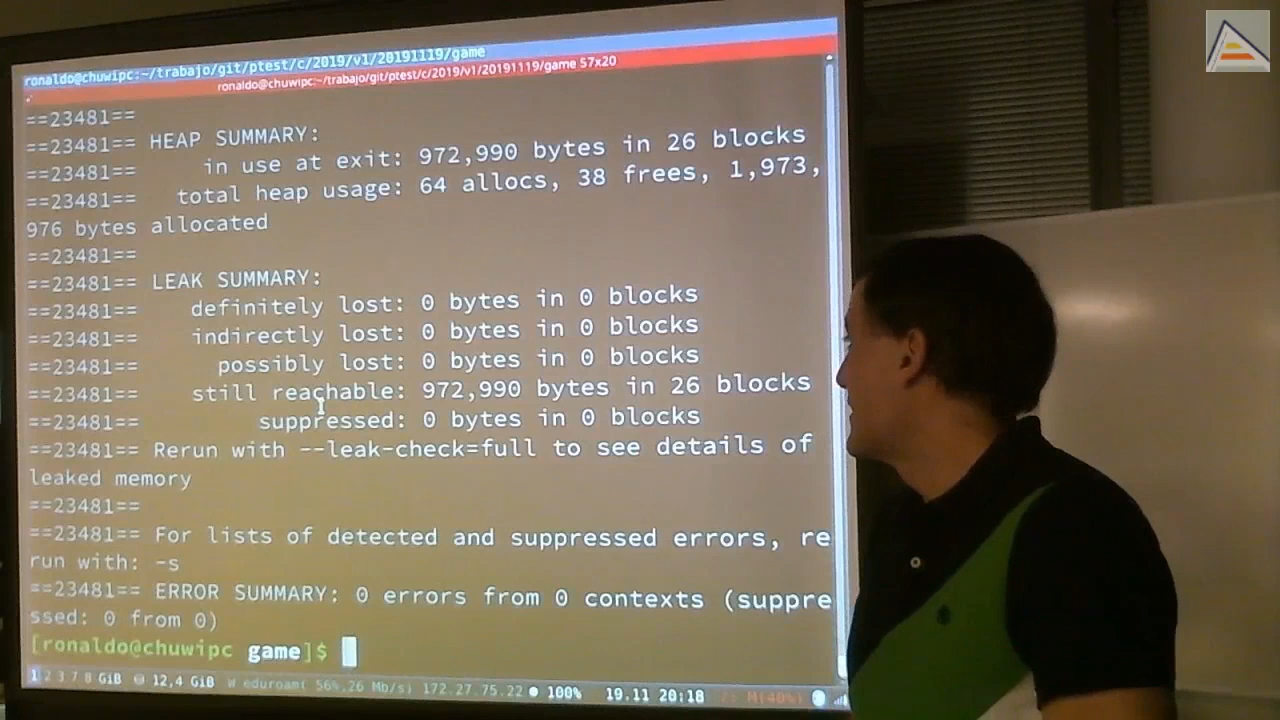 ronaldo@chuwipc:~/trabajo/git/ptest/c/2019/v1/20191119/game
ronaldo@chuwipc:~/trabajo/git/ptest/c/2019/v1/20191119/game 57x20
==23481==
==23481== HEAP SUMMARY:
==23481==     in use at exit: 972,990 bytes in 26 blocks
==23481==   total heap usage: 64 allocs, 38 frees, 1,973,
976 bytes allocated
==23481==
==23481== LEAK SUMMARY:
==23481==    definitely lost: 0 bytes in 0 blocks
==23481==    indirectly lost: 0 bytes in 0 blocks
==23481==      possibly lost: 0 bytes in 0 blocks
==23481==    still reachable: 972,990 bytes in 26 blocks
==23481==         suppressed: 0 bytes in 0 blocks
==23481== Rerun with --leak-check=full to see details of
leaked memory
==23481==
==23481== For lists of detected and suppressed errors, re
run with: -s
==23481== ERROR SUMMARY: 0 errors from 0 contexts (suppre
ssed: 0 from 0)
[ronaldo@chuwipc game]$
1 2 3 7 8 GiB 12,4 GiB W eduroam( 56%,26 Mb/s) 172.27.75.22 100% 19.11 20:18 M(40%)